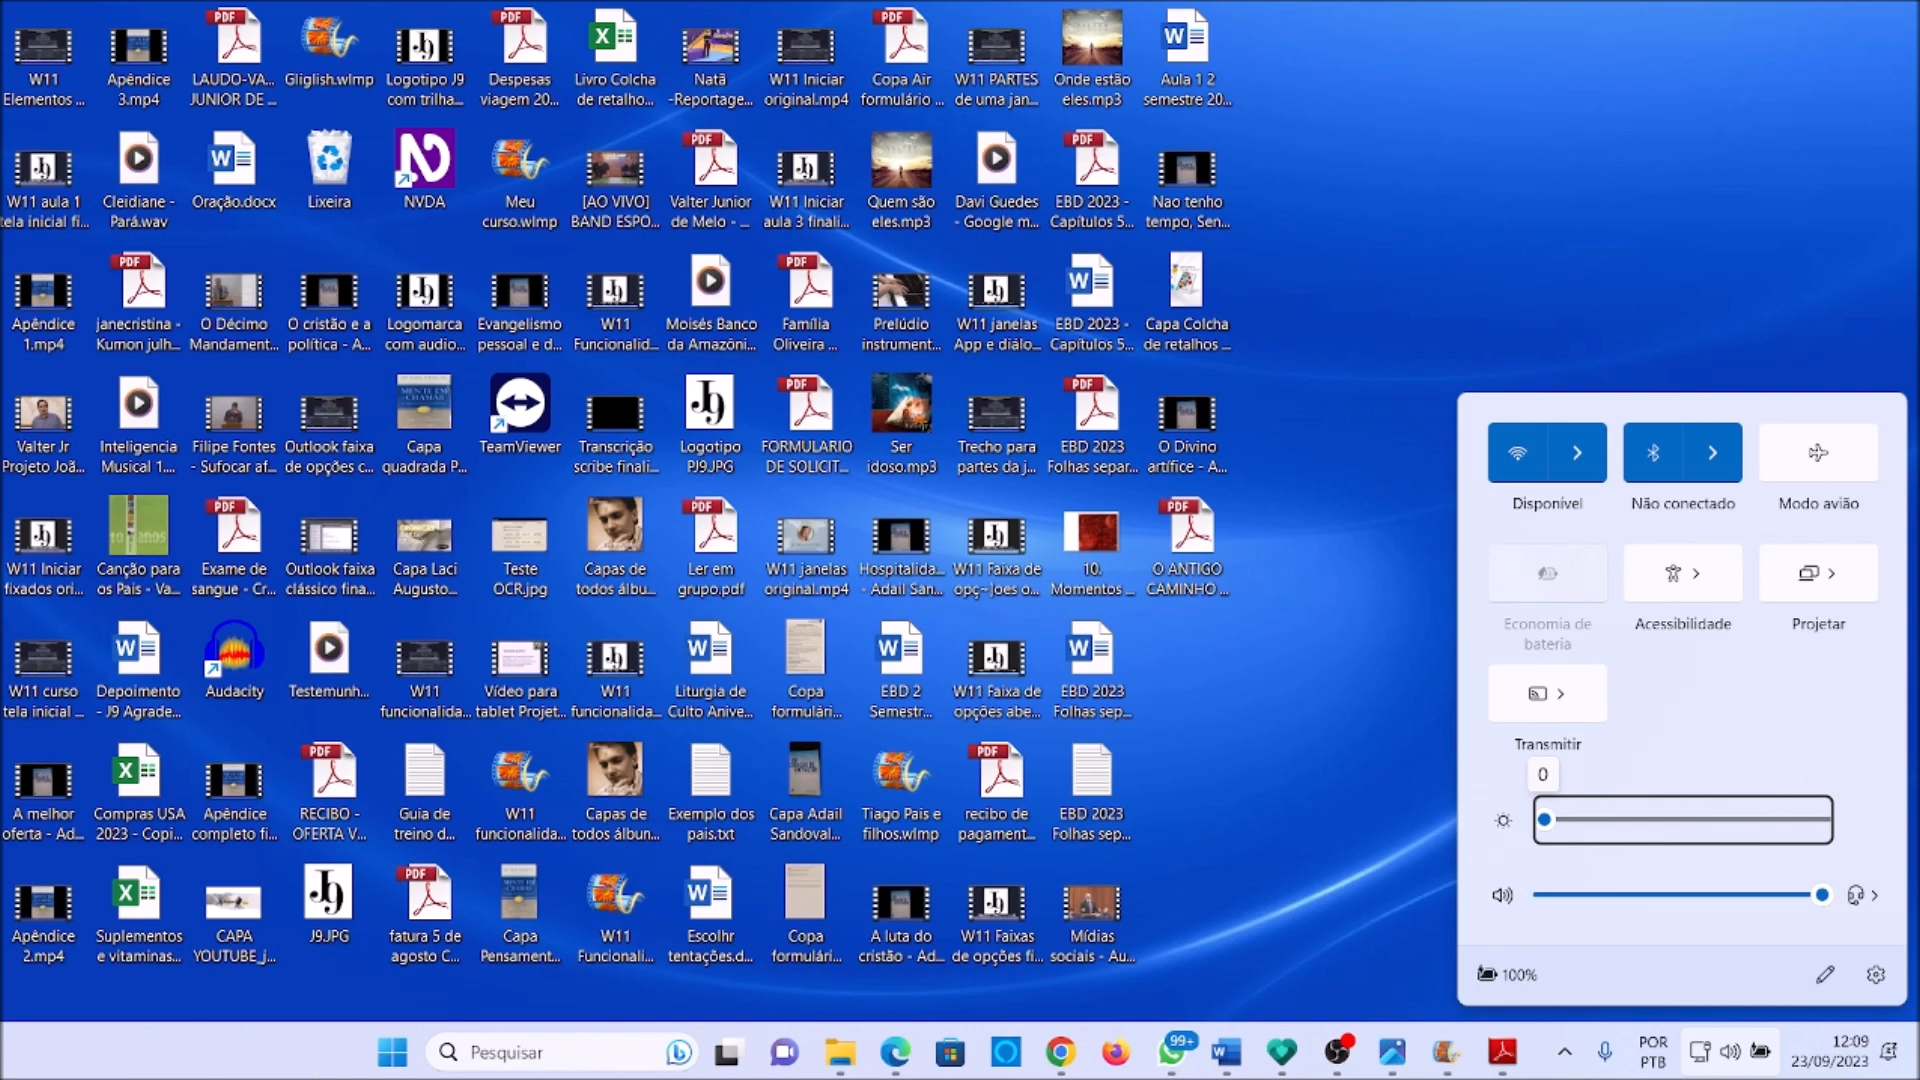 W11
Elementos ...
Apêndice
3.mp4
LAUDO-VA...
JUNIOR DE ...
Gliglish.wlmp
Logotipo J9
com trilha...
Despesas
viagem 20...
Livro Colcha
de retalho...
Natã
-Reportage...
W11 Iniciar
original.mp4
Copa Air
formulário ...
W11 PARTES
de uma jan...
Onde estão
eles.mp3
Aula 1 2
semestre 20...
W11 aula 1
tela inicial fi...
Cleidiane -
Pará.wav
Oração.docx
Lixeira
NVDA
Meu
curso.wlmp
[AO VIVO]
BAND ESPO...
Valter Junior
de Melo - ...
W11 Iniciar
aula 3 finali...
Quem são
eles.mp3
Davi Guedes
- Google m...
EBD 2023 -
Capítulos 5...
Nao tenho
tempo, Sen...
Apêndice
1.mp4
janecristina -
Kumon julh...
O Décimo
Mandament...
O cristão e a
política - A...
Logomarca
com audio...
Evangelismo
pessoal e d...
W11
Funcionalid...
Moisés Banco
da Amazôni...
Família
Oliveira ...
Prelúdio
instrument...
W11 janelas
App e diálo...
EBD 2023 -
Capítulos 5...
Capa Colcha
de retalhos ...
Valter Jr
Projeto Joã...
Inteligencia
Musical 1....
Filipe Fontes
- Sufocar af...
Outlook faixa
de opções c...
Capa
quadrada P...
TeamViewer
Transcrição
scribe finali...
Logotipo
PJ9.JPG
FORMULARIO
DE SOLICIT...
Ser
idoso.mp3
Trecho para
partes da j...
EBD 2023
Folhas separ...
O Divino
artífice - A...
W11 Iniciar
fixados ori...
Canção para
os Pais - Va...
Exame de
sangue - Cr...
Outlook faixa
clássico fina...
Capa Laci
Augusto...
Teste
OCR.jpg
Capas de
todos álbu...
Ler em
grupo.pdf
W11 janelas
original.mp4
Hospitalida...
- Adail San...
W11 Faixa de
opç~]oes o...
10.
Momentos ...
O ANTIGO
CAMINHO ...
W11 curso
tela inicial ...
Depoimento
- J9 Agrade...
Audacity
Testemunh...
W11
funcionalida...
Vídeo para
tablet Projet...
W11
funcionalida...
Liturgia de
Culto Anive...
Copa
formulári...
EBD 2
Semestr...
W11 Faixa de
opções abe...
EBD 2023
Folhas sep...
A melhor
oferta - Ad...
Compras USA
2023 - Copi...
Apêndice
completo fi...
RECIBO -
OFERTA V...
Guia de
treino d...
W11
funcionalida...
Capas de
todos álbun...
Exemplo dos
pais.txt
Capa Adail
Sandoval...
Tiago Pais e
filhos.wlmp
recibo de
pagament...
EBD 2023
Folhas sep...
Apêndice
2.mp4
Suplementos
e vitaminas...
CAPA
YOUTUBE_j...
J9.JPG
fatura 5 de
agosto C...
Capa
Pensament...
W11
Funcionali...
Escolhr
tentações.d...
Copa
formulári...
A luta do
cristão - Ad...
W11 Faixas
de opções fi...
Mídias
sociais - Au...
Disponível
Não conectado
Modo avião
Economia de
bateria
Acessibilidade
Projetar
Transmitir
0
100%
Pesquisar
99+
POR
PTB
12:09
23/09/2023